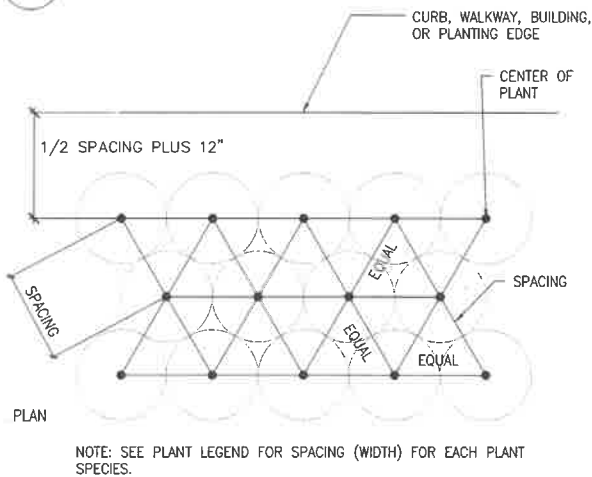 CURB, WALKWAY, BUILDING,
OR PLANTING EDGE
CENTER OF
PLANT
1/2 SPACING PLUS 12"
EQUAL
SPACING
SPACING
EQUAL
EQUAL
PLAN
NOTE: SEE PLANT LEGEND FOR SPACING (WIDTH) FOR EACH PLANT
SPECIES.